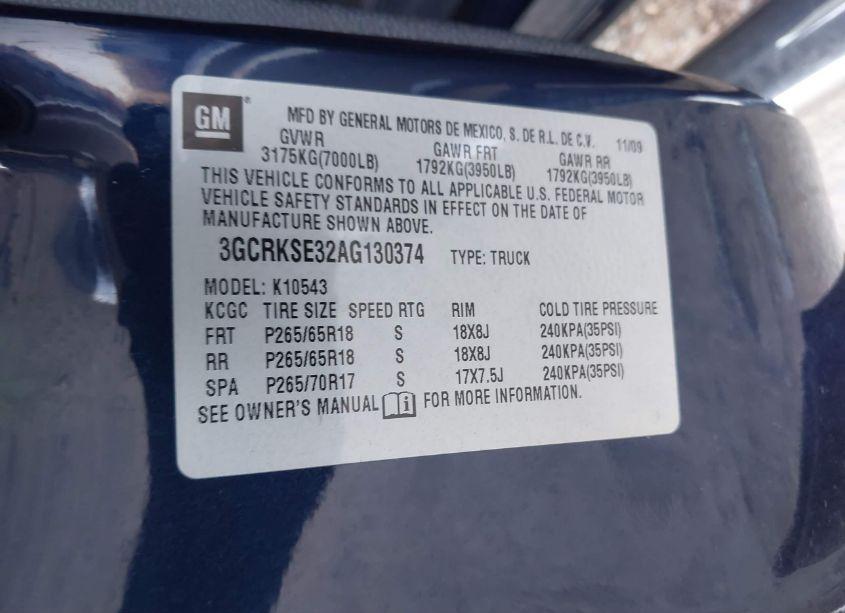 GM ® MFD BY GENERAL MOTORS DE MEXICO, S. DE R.L. DE C.V. 11/09
GVWR GAWR FRT GAWR RR
3175KG(7000LB) 1792KG(3950LB) 1792KG(3950LB)
THIS VEHICLE CONFORMS TO ALL APPLICABLE U.S. FEDERAL MOTOR
VEHICLE SAFETY STANDARDS IN EFFECT ON THE DATE OF
MANUFACTURE SHOWN ABOVE.
3GCRKSE32AG130374 TYPE: TRUCK
MODEL: K10543
KCGC TIRE SIZE SPEED RTG RIM COLD TIRE PRESSURE
FRT P265/65R18 S 18X8J 240KPA(35PSI)
RR P265/65R18 S 18X8J 240KPA(35PSI)
SPA P265/70R17 S 17X7.5J 240KPA(35PSI)
SEE OWNER'S MANUAL i FOR MORE INFORMATION.